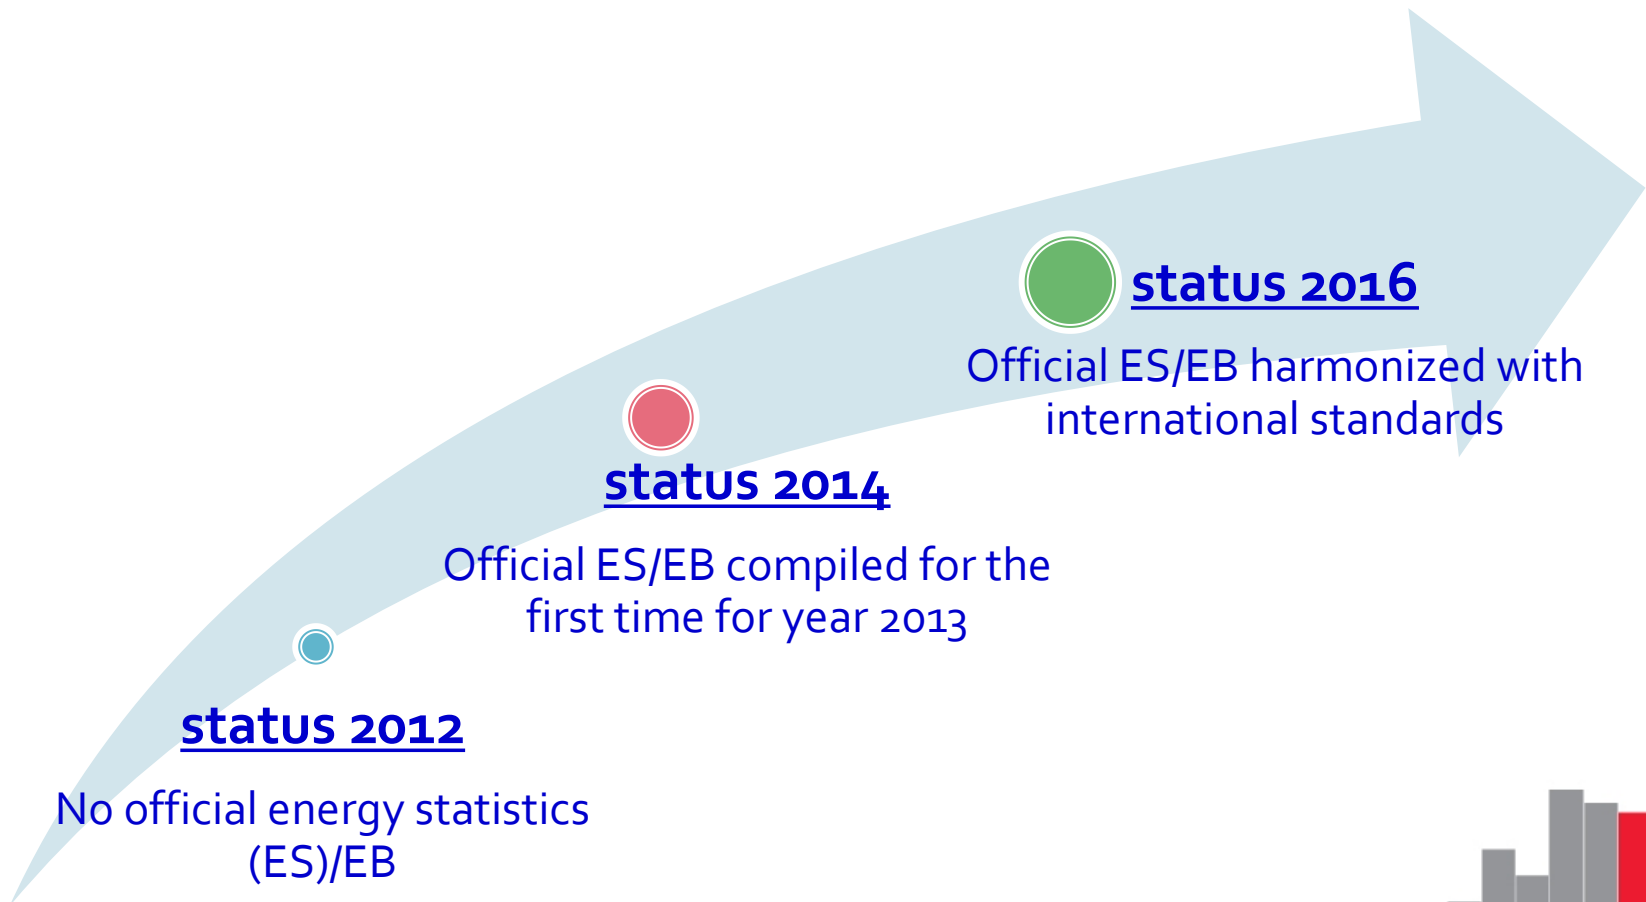 status 2016
Official ES/EB harmonized with
international standards
status 2014
Official ES/EB compiled for the
first time for year 2013
status 2012
No official energy statistics
(ES)/EB